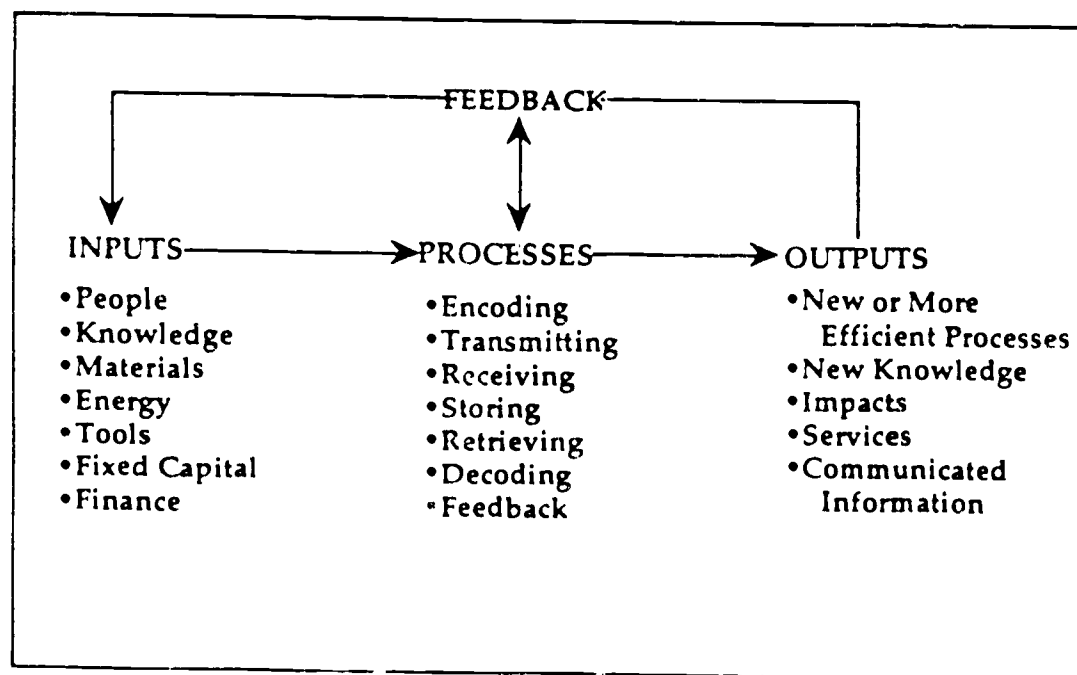 FEEDBACK
INPUTS
•People
•Knowledge
•Materials
•Energy
•Tools
•Fixed Capital
•Finance
PROCESSES
•Encoding
•Transmitting
•Receiving
•Storing
•Retrieving
•Decoding
•Feedback
OUTPUTS
•New or More
Efficient Processes
•New Knowledge
•Impacts
•Services
•Communicated
Information